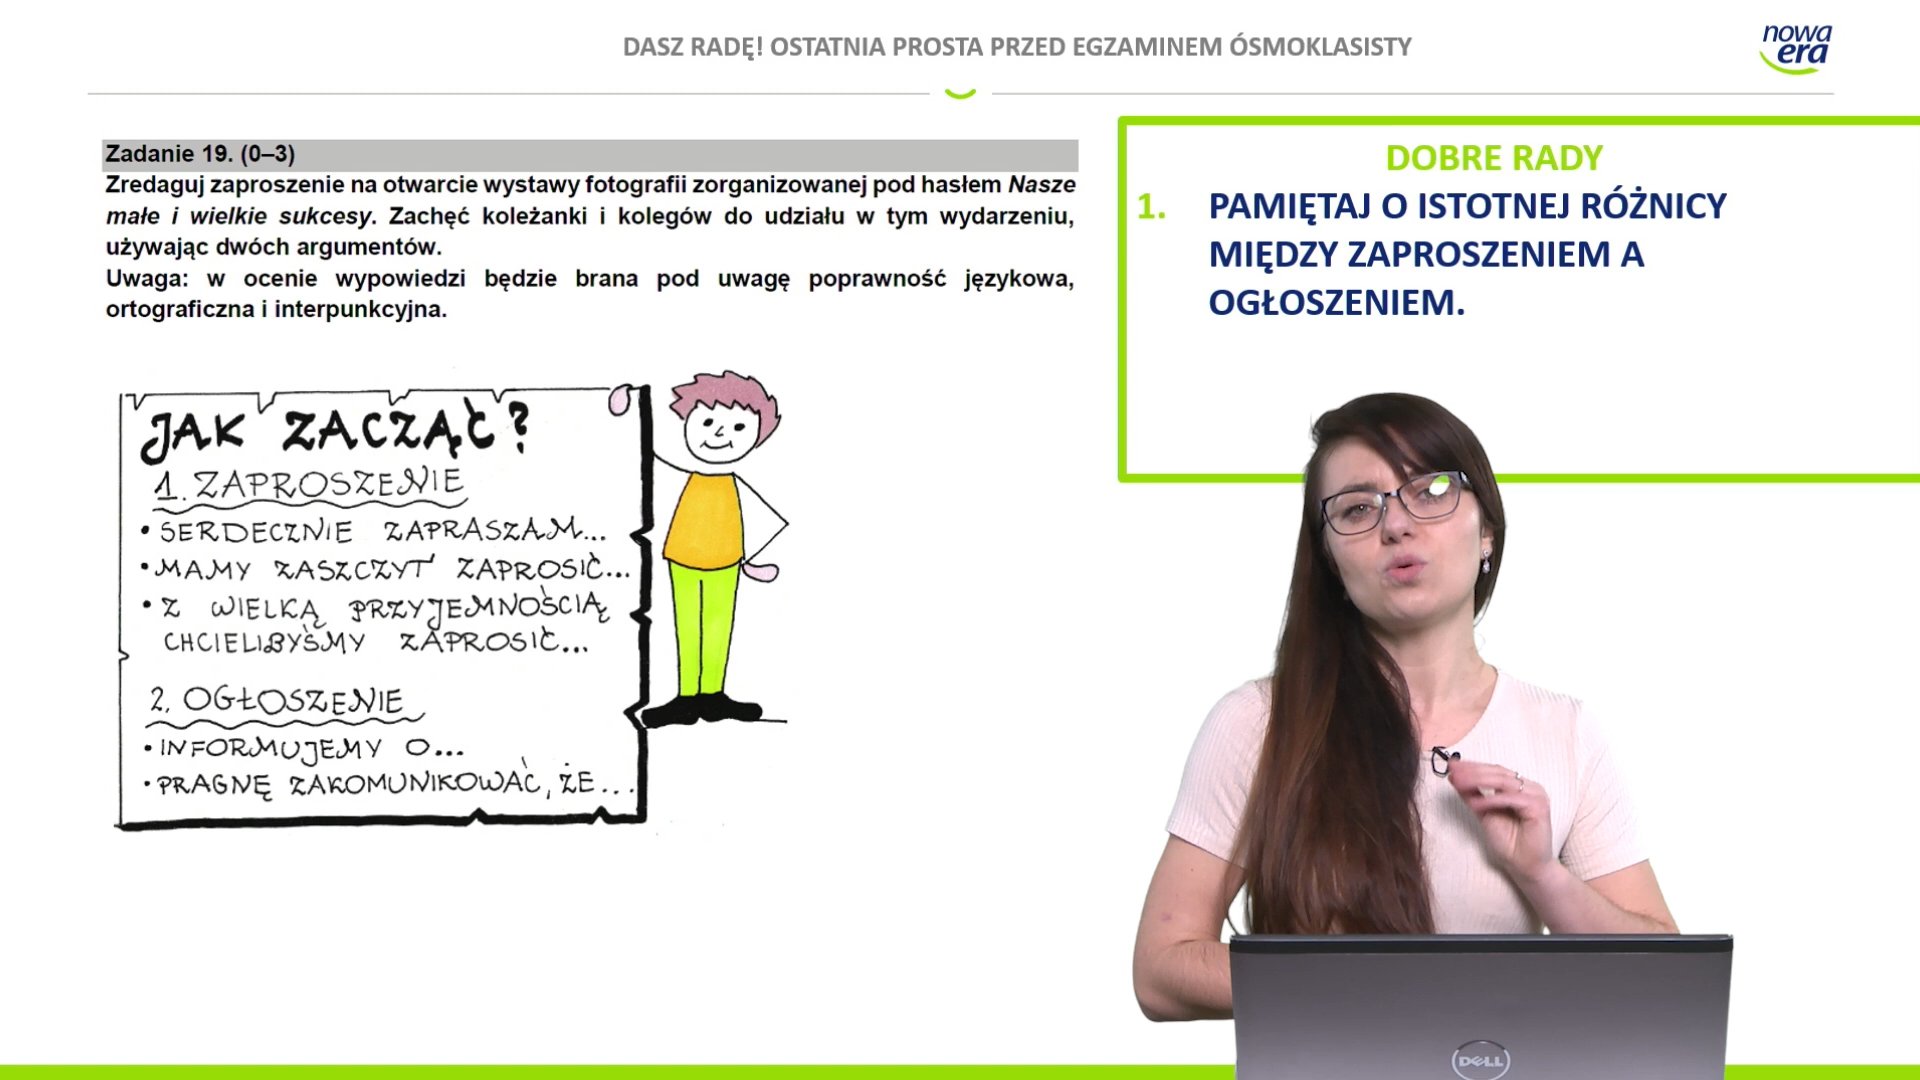 DASZ RADĘ! OSTATNIA PROSTA PRZED EGZAMINEM ÓSMOKLASISTY
nowa
era
Zadanie 19. (0–3)
Zredaguj zaproszenie na otwarcie wystawy fotografii zorganizowanej pod hasłem Nasze
małe i wielkie sukcesy. Zachęć koleżanki i kolegów do udziału w tym wydarzeniu,
używając dwóch argumentów.
Uwaga: w ocenie wypowiedzi będzie brana pod uwagę poprawność językowa,
ortograficzna i interpunkcyjna.
JAK ZACZĄĆ?
1. ZAPROSZENIE
• SERDECZNIE ZAPRASZAM...
• MAMY ZASZCZYT ZAPROSIĆ...
• Z WIELKĄ PRZYJEMNOŚCIĄ
CHCIELIBYŚMY ZAPROSIĆ...
2. OGŁOSZENIE
• INFORMUJEMY O...
• PRAGNĘ ZAKOMUNIKOWAĆ, ŻE...
DOBRE RADY
1. PAMIĘTAJ O ISTOTNEJ RÓŻNICY
MIĘDZY ZAPROSZENIEM A
OGŁOSZENIEM.
DELL